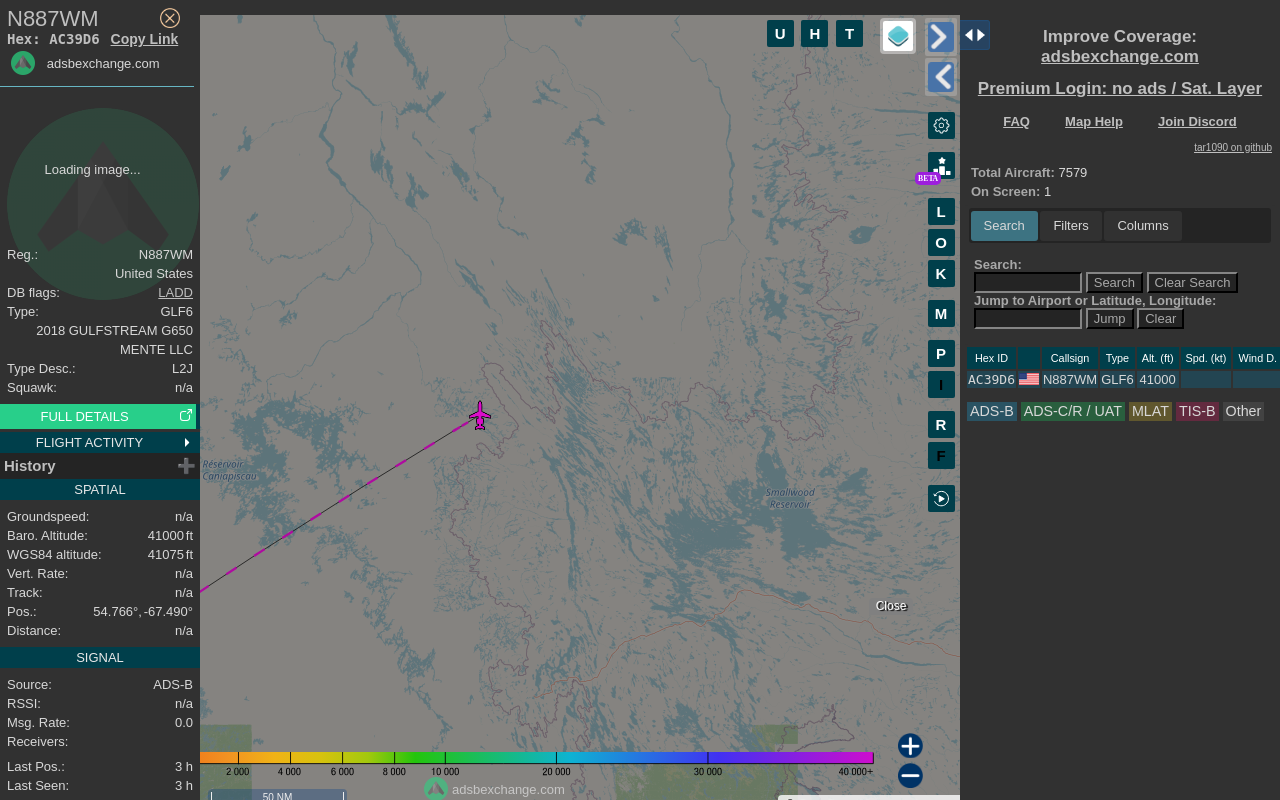 N887WM
Hex: AC39D6 Copy Link
adsbexchange.com
Loading image...
Reg.: N887WM
United States
DB flags: LADD
Type: GLF6
2018 GULFSTREAM G650
MENTE LLC
Type Desc.: L2J
Squawk: n/a
FULL DETAILS
FLIGHT ACTIVITY
History
SPATIAL
Groundspeed: n/a
Baro. Altitude: 41000 ft
WGS84 altitude: 41075 ft
Vert. Rate: n/a
Track: n/a
Pos.: 54.766°, -67.490°
Distance: n/a
SIGNAL
Source: ADS-B
RSSI: n/a
Msg. Rate: 0.0
Receivers:
Last Pos.: 3 h
Last Seen: 3 h
U H T
BETA
L
O
K
M
P
I
R
F
Réservoir
Caniapiscau
Smallwood
Reservoir
Close
2 000 4 000 6 000 8 000 10 000 20 000 30 000 40 000+
adsbexchange.com
50 NM
Improve Coverage:
adsbexchange.com
Premium Login: no ads / Sat. Layer
FAQ Map Help Join Discord
tar1090 on github
Total Aircraft: 7579
On Screen: 1
Search Filters Columns
Search:
Search Clear Search
Jump to Airport or Latitude, Longitude:
Jump Clear
Hex ID Callsign Type Alt. (ft) Spd. (kt) Wind D.
AC39D6 N887WM GLF6 41000
ADS-B ADS-C/R / UAT MLAT TIS-B Other